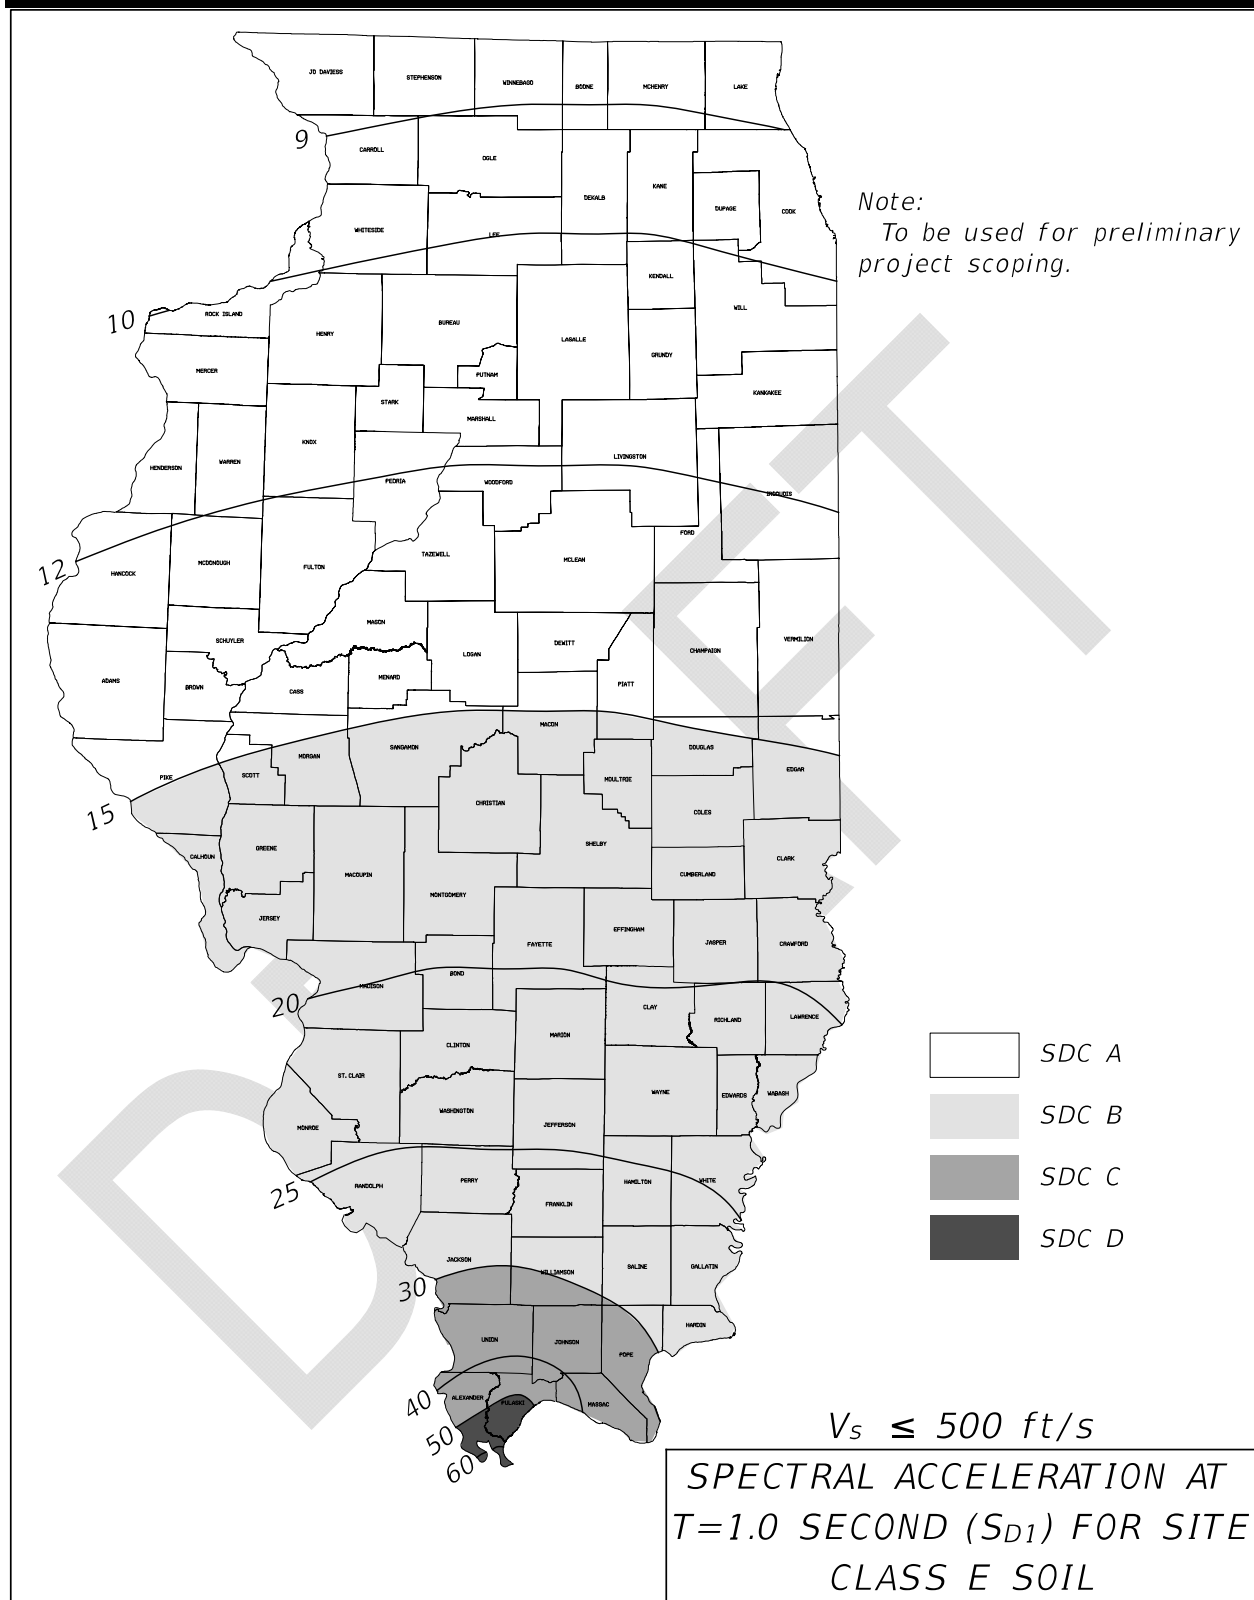 JO DAVIESS
STEPHENSON
WINNEBAGO
BOONE
MCHENRY
LAKE
9
CARROLL
OGLE
DEKALB
KANE
DUPAGE
COOK
WHITESIDE
LEE
Note:
To be used for preliminary
project scoping.
KENDALL
10
ROCK ISLAND
HENRY
BUREAU
LASALLE
WILL
GRUNDY
MERCER
PUTNAM
STARK
KANKAKEE
MARSHALL
KNOX
LIVINGSTON
HENDERSON
WARREN
PEORIA
WOODFORD
IROQUOIS
FORD
12
HANCOCK
MCDONOUGH
FULTON
TAZEWELL
MCLEAN
MASON
SCHUYLER
LOGAN
DEWITT
CHAMPAIGN
VERMILION
ADAMS
BROWN
CASS
MENARD
PIATT
MACON
PIKE
SCOTT
MORGAN
SANGAMON
DOUGLAS
EDGAR
MOULTRIE
CHRISTIAN
COLES
15
CALHOUN
GREENE
SHELBY
CLARK
MACOUPIN
CUMBERLAND
MONTGOMERY
JERSEY
FAYETTE
EFFINGHAM
JASPER
CRAWFORD
20
MADISON
BOND
CLAY
RICHLAND
LAWRENCE
MARION
CLINTON
ST. CLAIR
WASHINGTON
WAYNE
EDWARDS
WABASH
MONROE
JEFFERSON
25
RANDOLPH
PERRY
HAMILTON
WHITE
FRANKLIN
JACKSON
WILLIAMSON
SALINE
GALLATIN
30
UNION
JOHNSON
POPE
HARDIN
40
ALEXANDER
PULASKI
MASSAC
50
60
SDC A
SDC B
SDC C
SDC D
DRAFT
VS ≤ 500 ft/s
SPECTRAL ACCELERATION AT
T=1.0 SECOND (SD1) FOR SITE
CLASS E SOIL